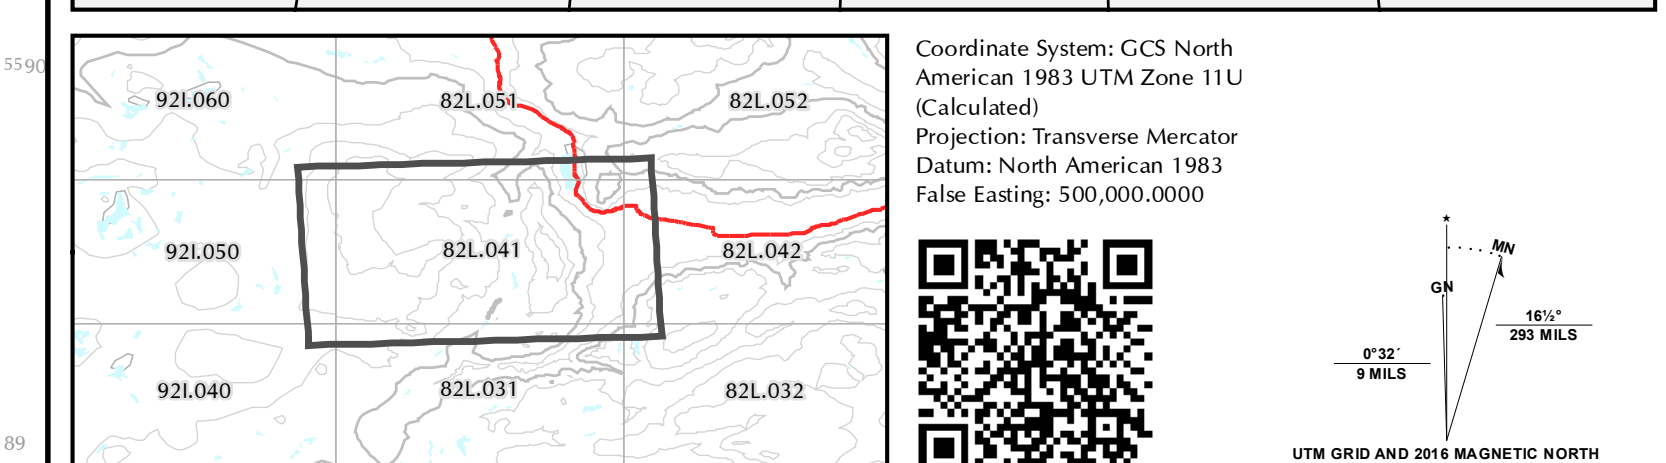 5590
92I.060
82L.051
82L.052
92I.050
82L.041
82L.042
92I.040
82L.031
82L.032
89
Coordinate System: GCS North
American 1983 UTM Zone 11U
(Calculated)
Projection: Transverse Mercator
Datum: North American 1983
False Easting: 500,000.0000
MN
GN
16½°
293 MILS
0°32´
9 MILS
UTM GRID AND 2016 MAGNETIC NORTH